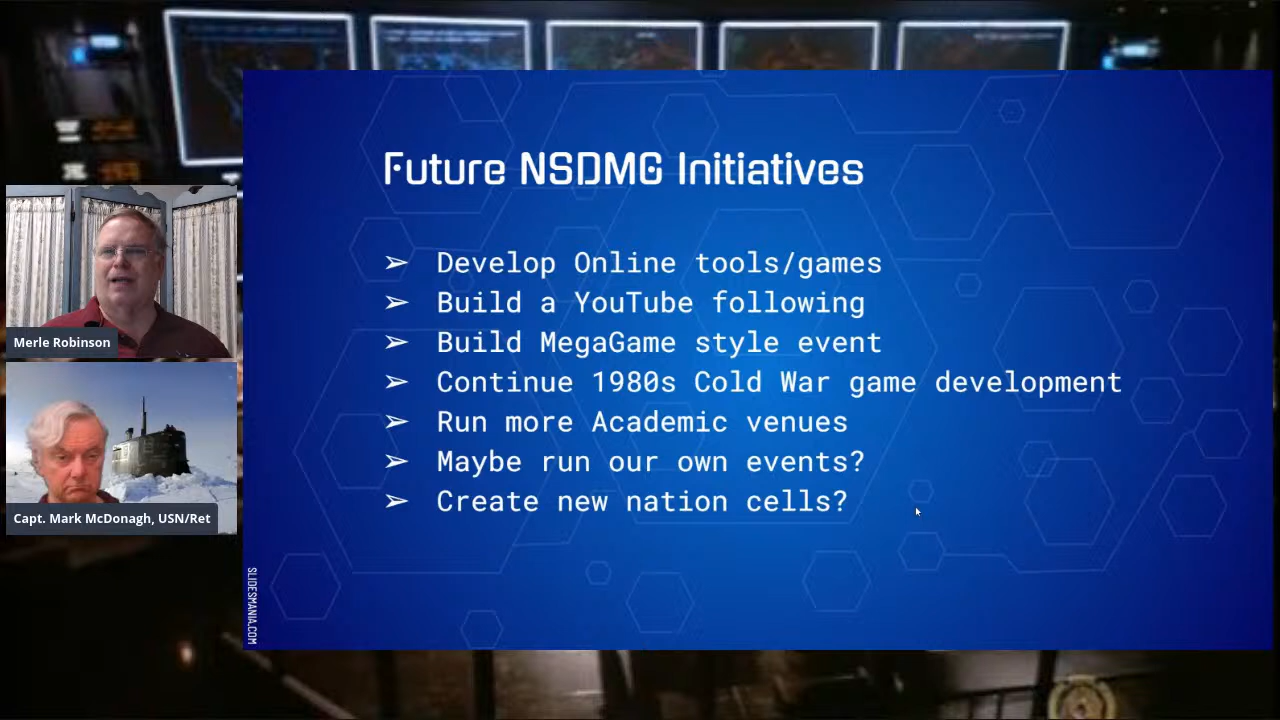 Future NSDMG Initiatives
➢ Develop Online tools/games
➢ Build a YouTube following
➢ Build MegaGame style event
➢ Continue 1980s Cold War game development
➢ Run more Academic venues
➢ Maybe run our own events?
➢ Create new nation cells?
Merle Robinson
Capt. Mark McDonagh, USN/Ret
SLIDESMANIA.COM